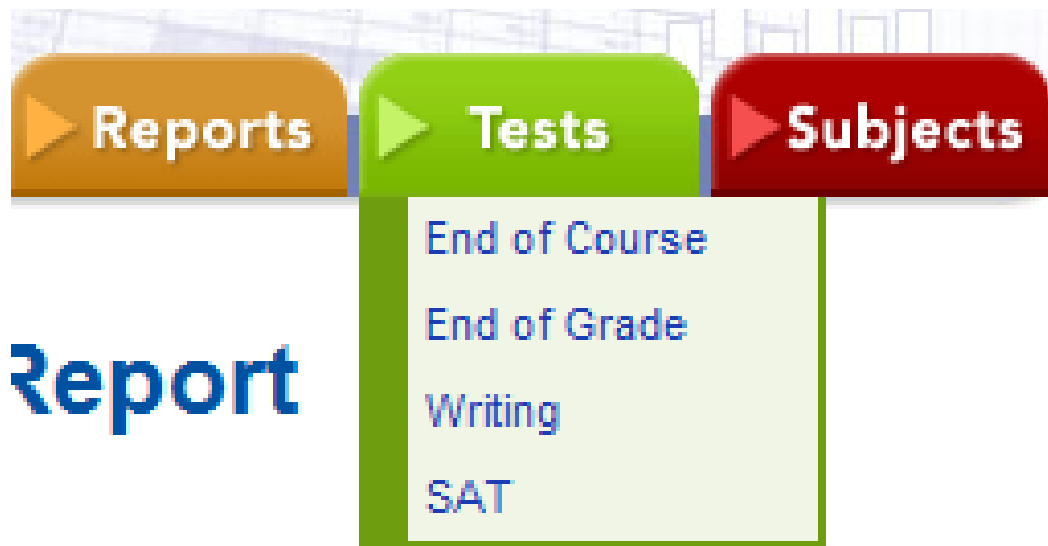 Reports Tests Subjects
End of Course
End of Grade
Report
Writing
SAT